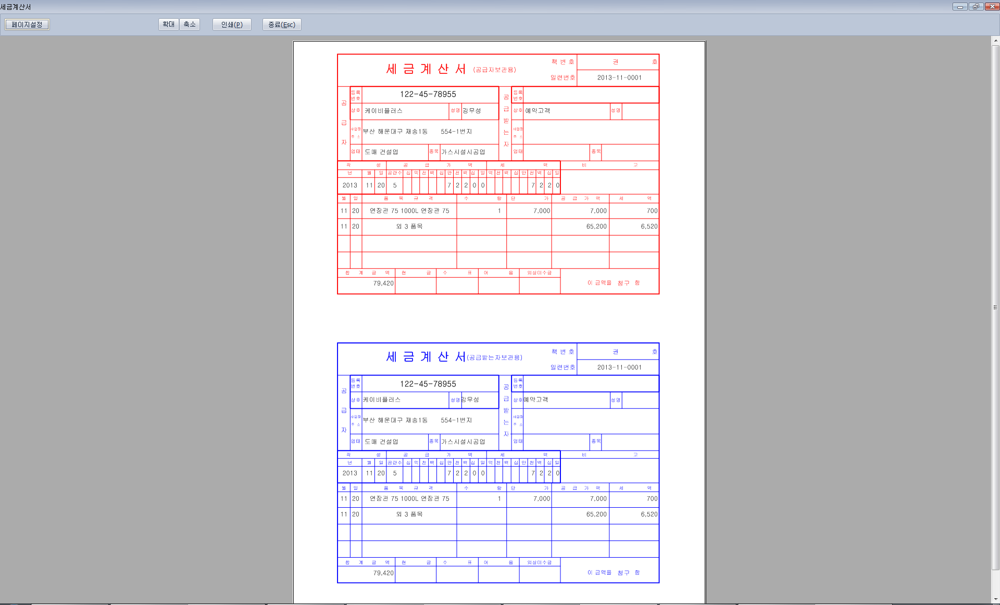 세금계산서
페이지설정 확대 축소 인쇄(P) 종료(Esc)
세 금 계 산 서 (공급자보관용)
책 번 호 권 호
일련번호 2013-11-0001
공 급 자
등록번호 122-45-78955
상호 케이비플러스 성명 강무성
사업장 주 소 부산 해운대구 재송1동 554-1번지
업태 도매 건설업 종목 가스시설시공업
공 급 받 는 자
등록번호
상호 예약고객 성명
사업장 주 소
업태 종목
작 성 공 급 가 액 세 액 비 고
년 월 일 공란수 십 억 천 백 십 만 천 백 십 일 억 천 백 십 만 천 백 십 일
2013 11 20 5 7 2 2 0 0 7 2 2 0
월 일 품 목 규 격 수 량 단 가 공 급 가 액 세 액
11 20 연장관 75 1000L 연장관 75 1 7,000 7,000 700
11 20 외 3 품목 65,200 6,520
합 계 금 액 현 금 수 표 어 음 외상미수금
79,420 이 금액을 청구 함
세 금 계 산 서 (공급받는자보관용)
책 번 호 권 호
일련번호 2013-11-0001
공 급 자
등록번호 122-45-78955
상호 케이비플러스 성명 강무성
사업장 주 소 부산 해운대구 재송1동 554-1번지
업태 도매 건설업 종목 가스시설시공업
공 급 받 는 자
등록번호
상호 예약고객 성명
사업장 주 소
업태 종목
작 성 공 급 가 액 세 액 비 고
년 월 일 공란수 십 억 천 백 십 만 천 백 십 일 억 천 백 십 만 천 백 십 일
2013 11 20 5 7 2 2 0 0 7 2 2 0
월 일 품 목 규 격 수 량 단 가 공 급 가 액 세 액
11 20 연장관 75 1000L 연장관 75 1 7,000 7,000 700
11 20 외 3 품목 65,200 6,520
합 계 금 액 현 금 수 표 어 음 외상미수금
79,420 이 금액을 청구 함